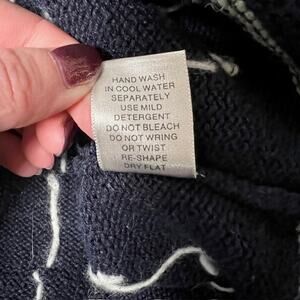 HAND WASH
IN COOL WATER
SEPARATELY
USE MILD
DETERGENT
DO NOT BLEACH
DO NOT WRING
OR TWIST
RE-SHAPE
DRY FLAT